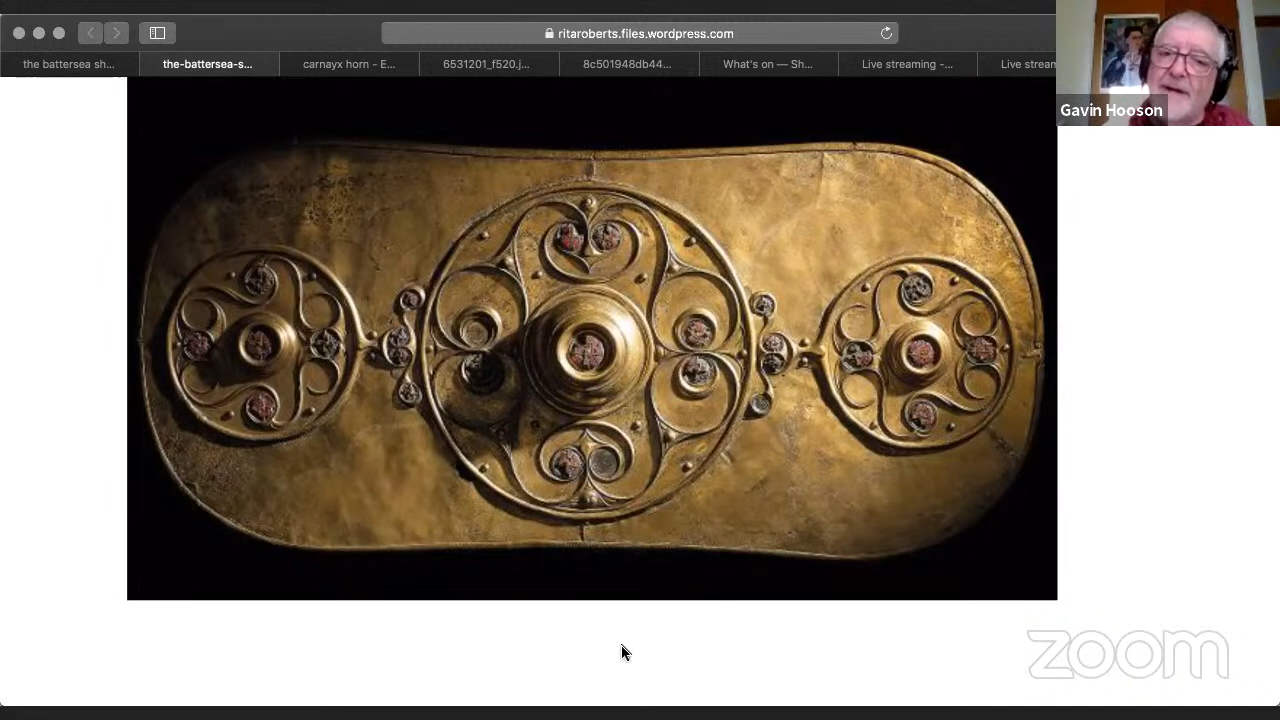 ritaroberts.files.wordpress.com
the battersea sh...
the-battersea-s...
carnayx horn - E...
6531201_f520.j...
8c501948db44...
What's on — Sh...
Live streaming -...
Live stream
Gavin Hooson
zoom